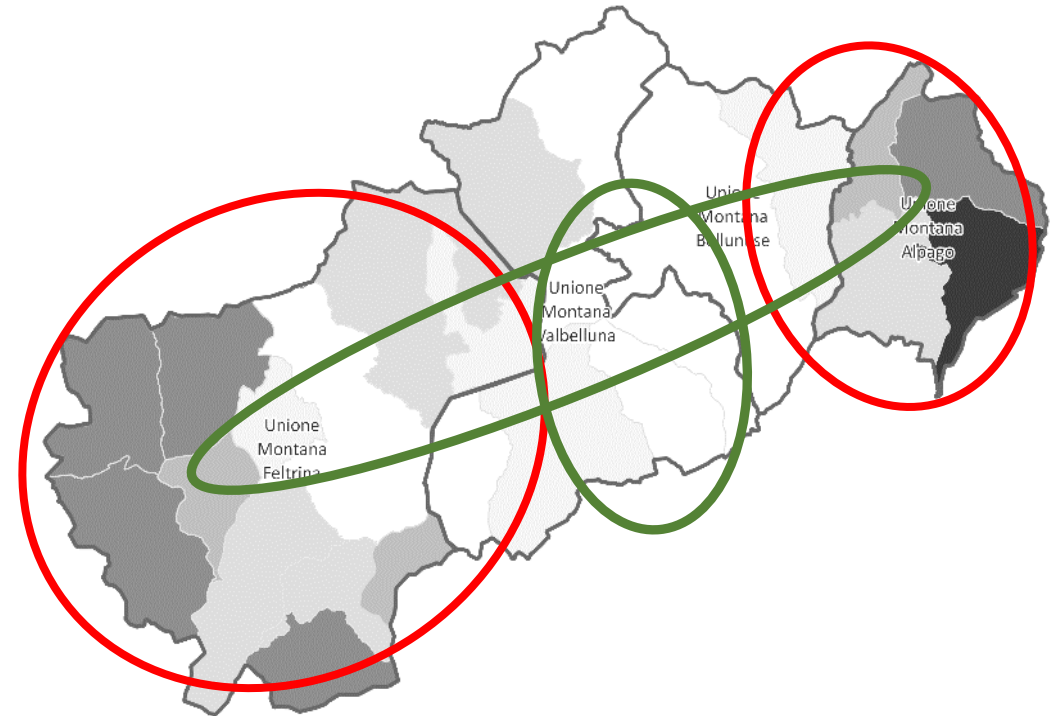 Unione
Montana
Feltrina
Unione
Montana
Valbelluna
Unione
Montana
Bellunese
Unione
Montana
Alpago